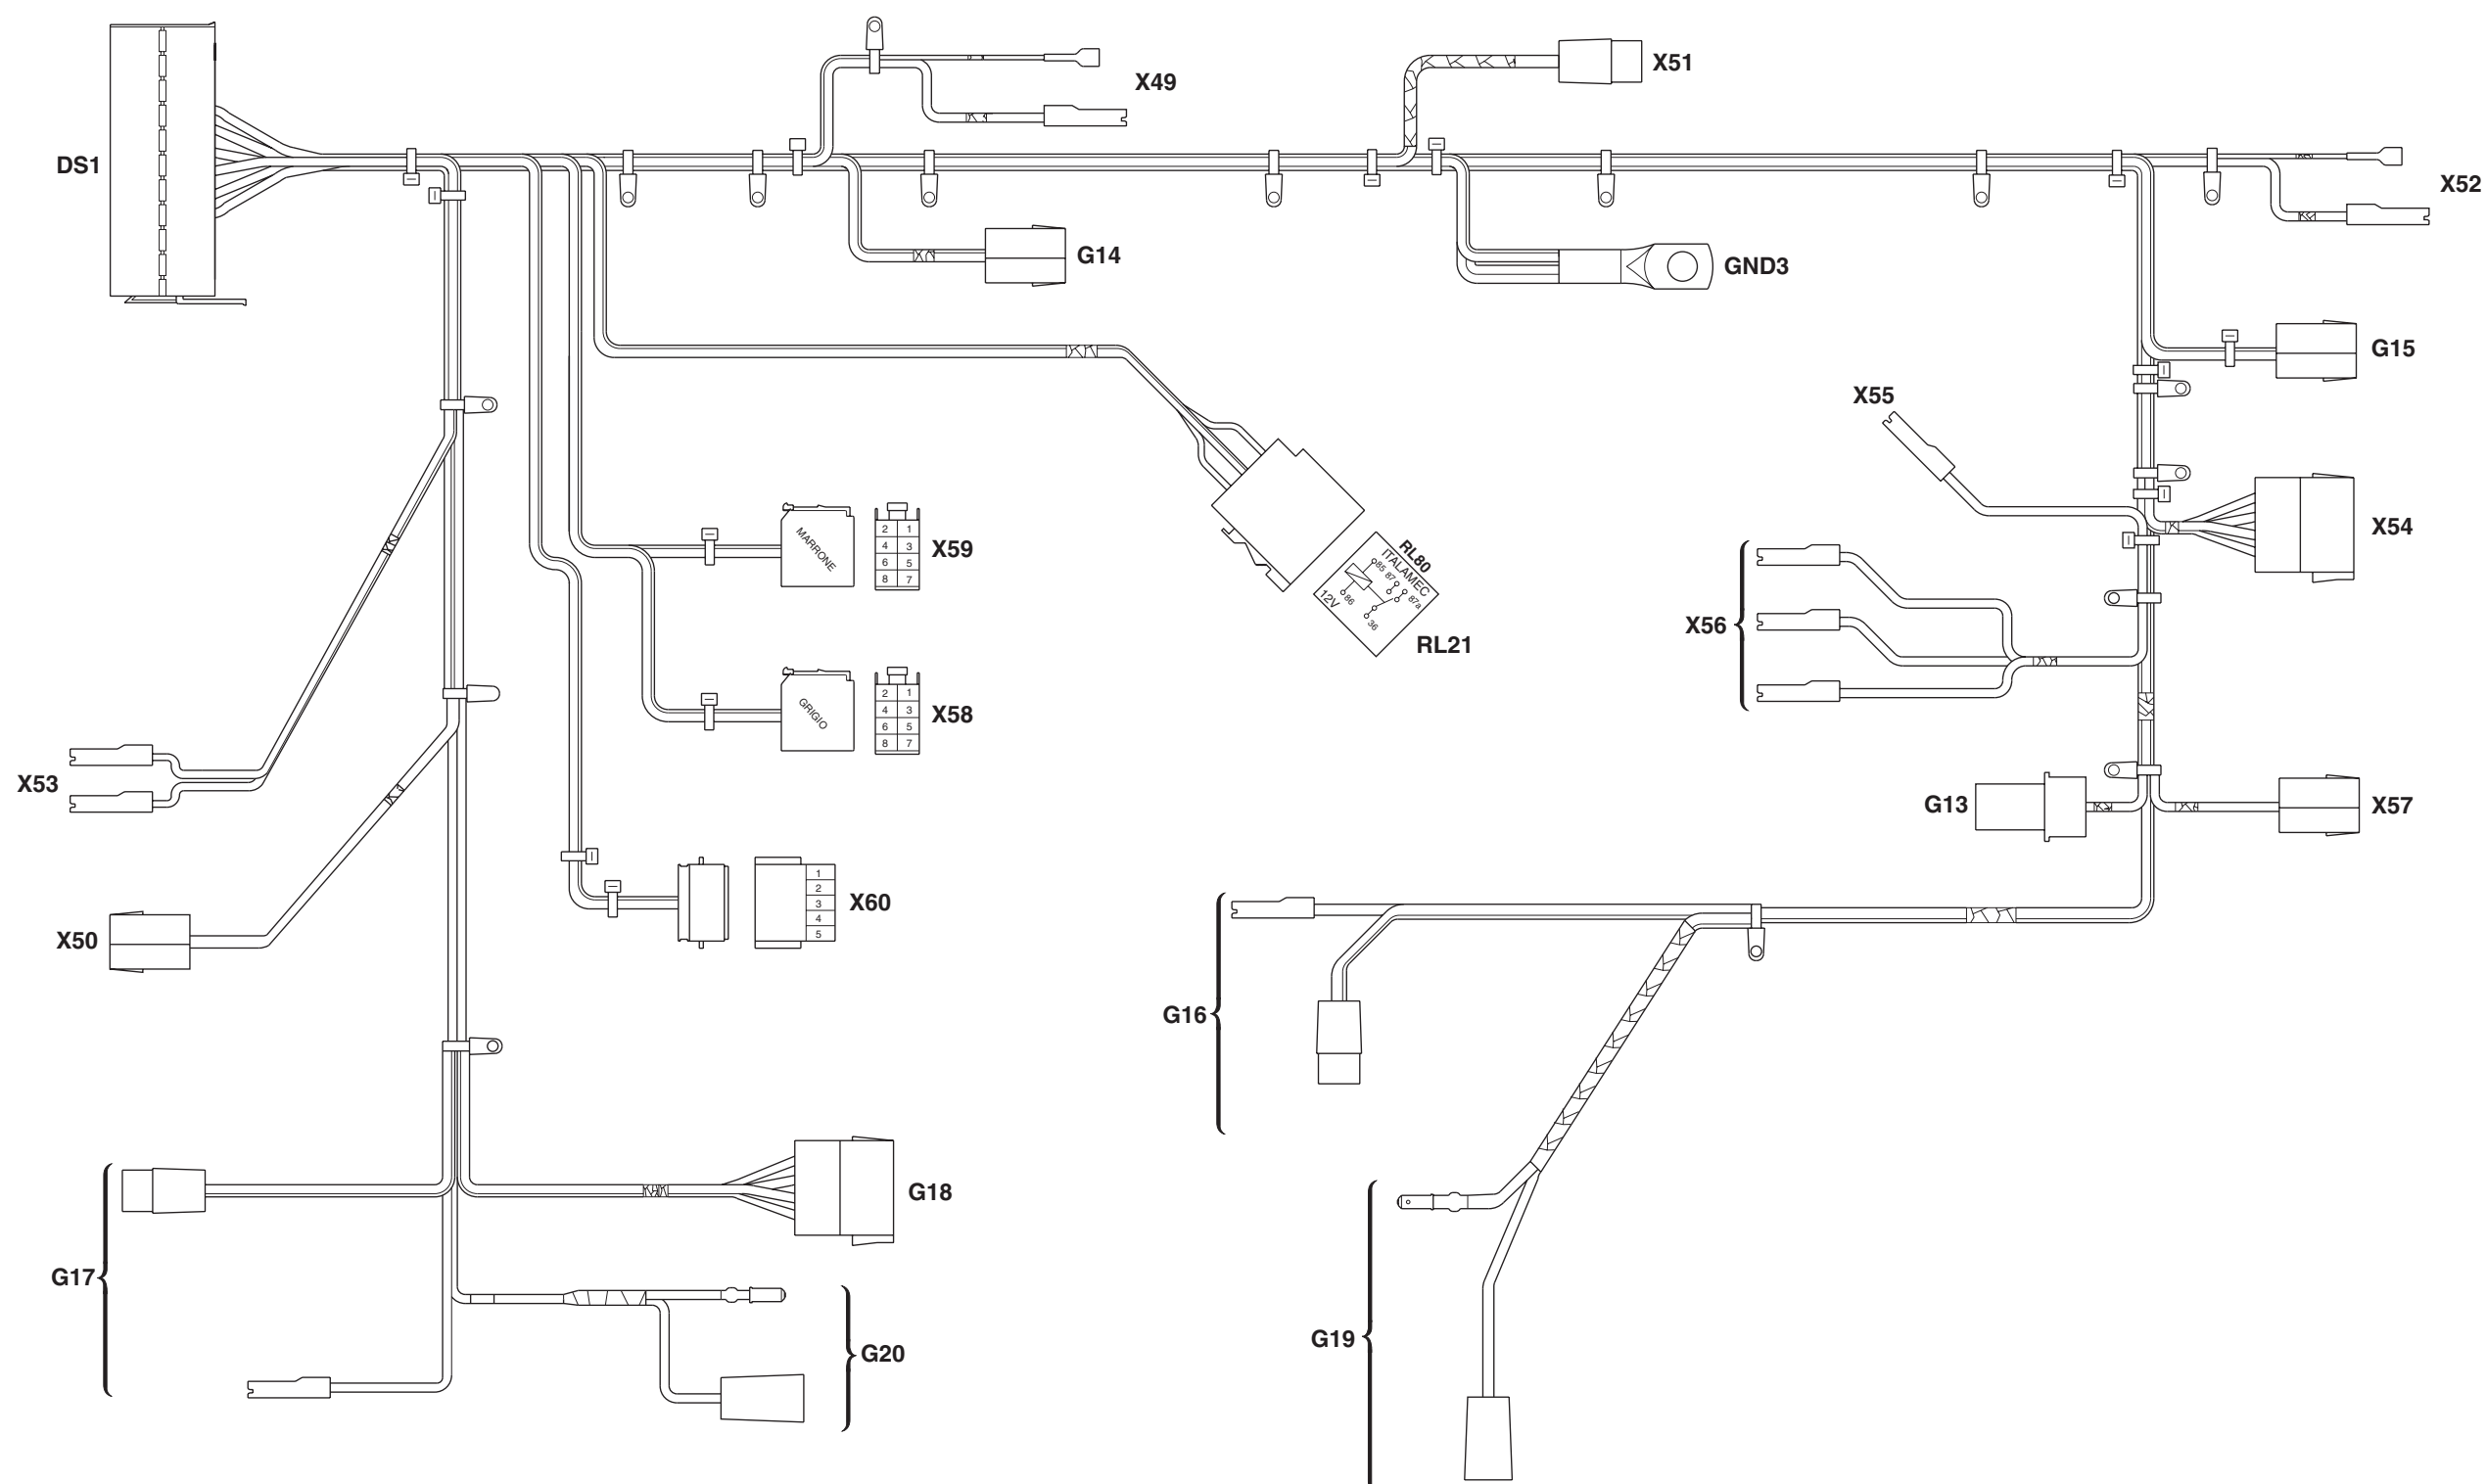 X49
X51
DS1
X52
G14
GND3
G15
X55
MARRONE
2 1
4 3
6 5
8 7
X59
X54
RL80
ITALAMEC
85 87
87a
86
12V
36
RL21
X56
GRIGIO
2 1
4 3
6 5
8 7
X58
X53
G13
X57
1
2
3
4
5
X60
X50
G16
G18
G17
G19
G20